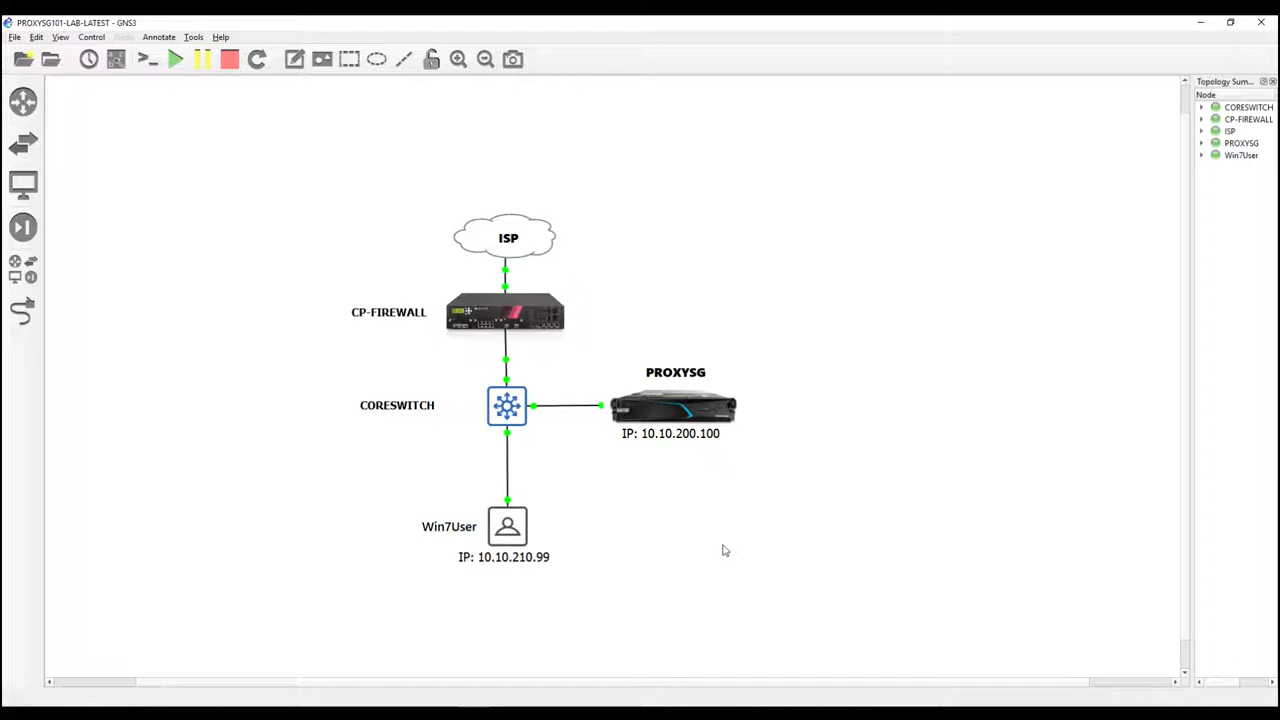 PROXYSG101-LAB-LATEST - GNS3
File Edit View Control Node Annotate Tools Help
Topology Sum...
Node
CORESWITCH
CP-FIREWALL
ISP
PROXYSG
Win7User
ISP
CP-FIREWALL
PROXYSG
CORESWITCH
IP: 10.10.200.100
Win7User
IP: 10.10.210.99